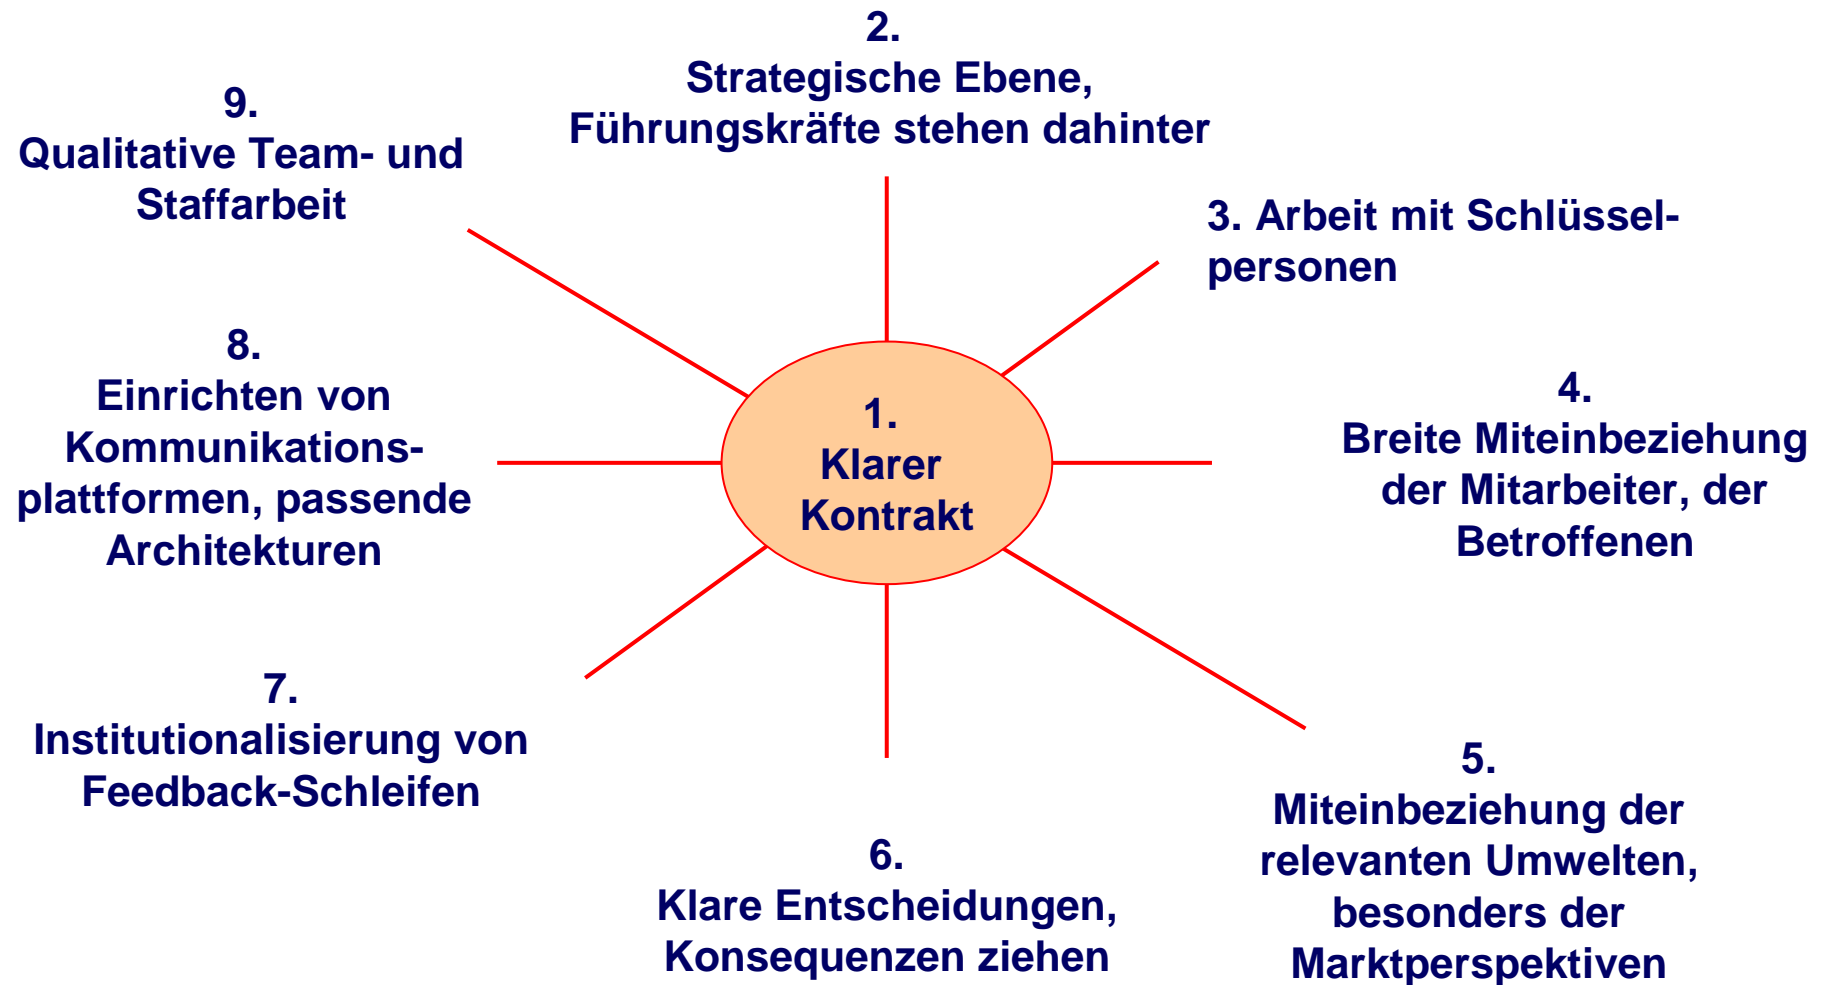 1.
Klarer
Kontrakt
2.
Strategische Ebene,
Führungskräfte stehen dahinter
3. Arbeit mit Schlüssel-
personen
4.
Breite Miteinbeziehung
der Mitarbeiter, der
Betroffenen
5.
Miteinbeziehung der
relevanten Umwelten,
besonders der
Marktperspektiven
6.
Klare Entscheidungen,
Konsequenzen ziehen
7.
Institutionalisierung von
Feedback-Schleifen
8.
Einrichten von
Kommunikations-
plattformen, passende
Architekturen
9.
Qualitative Team- und
Staffarbeit